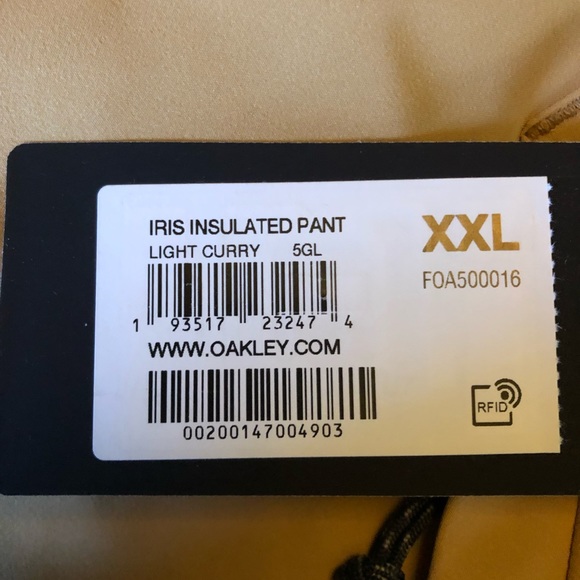 IRIS INSULATED PANT
LIGHT CURRY 5GL
XXL
FOA500016
1 93517 23247 4
WWW.OAKLEY.COM
00200147004903
RFID